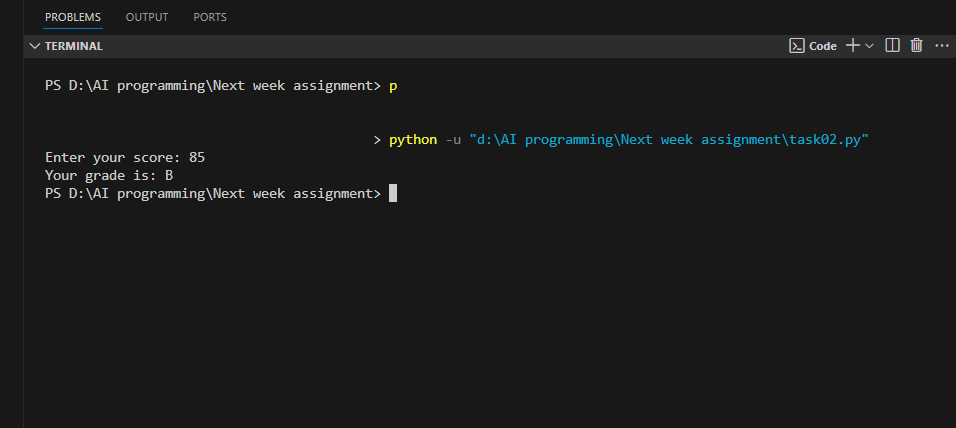 PROBLEMS OUTPUT PORTS
TERMINAL Code
PS D:\AI programming\Next week assignment> p
> python -u "d:\AI programming\Next week assignment\task02.py"
Enter your score: 85
Your grade is: B
PS D:\AI programming\Next week assignment>